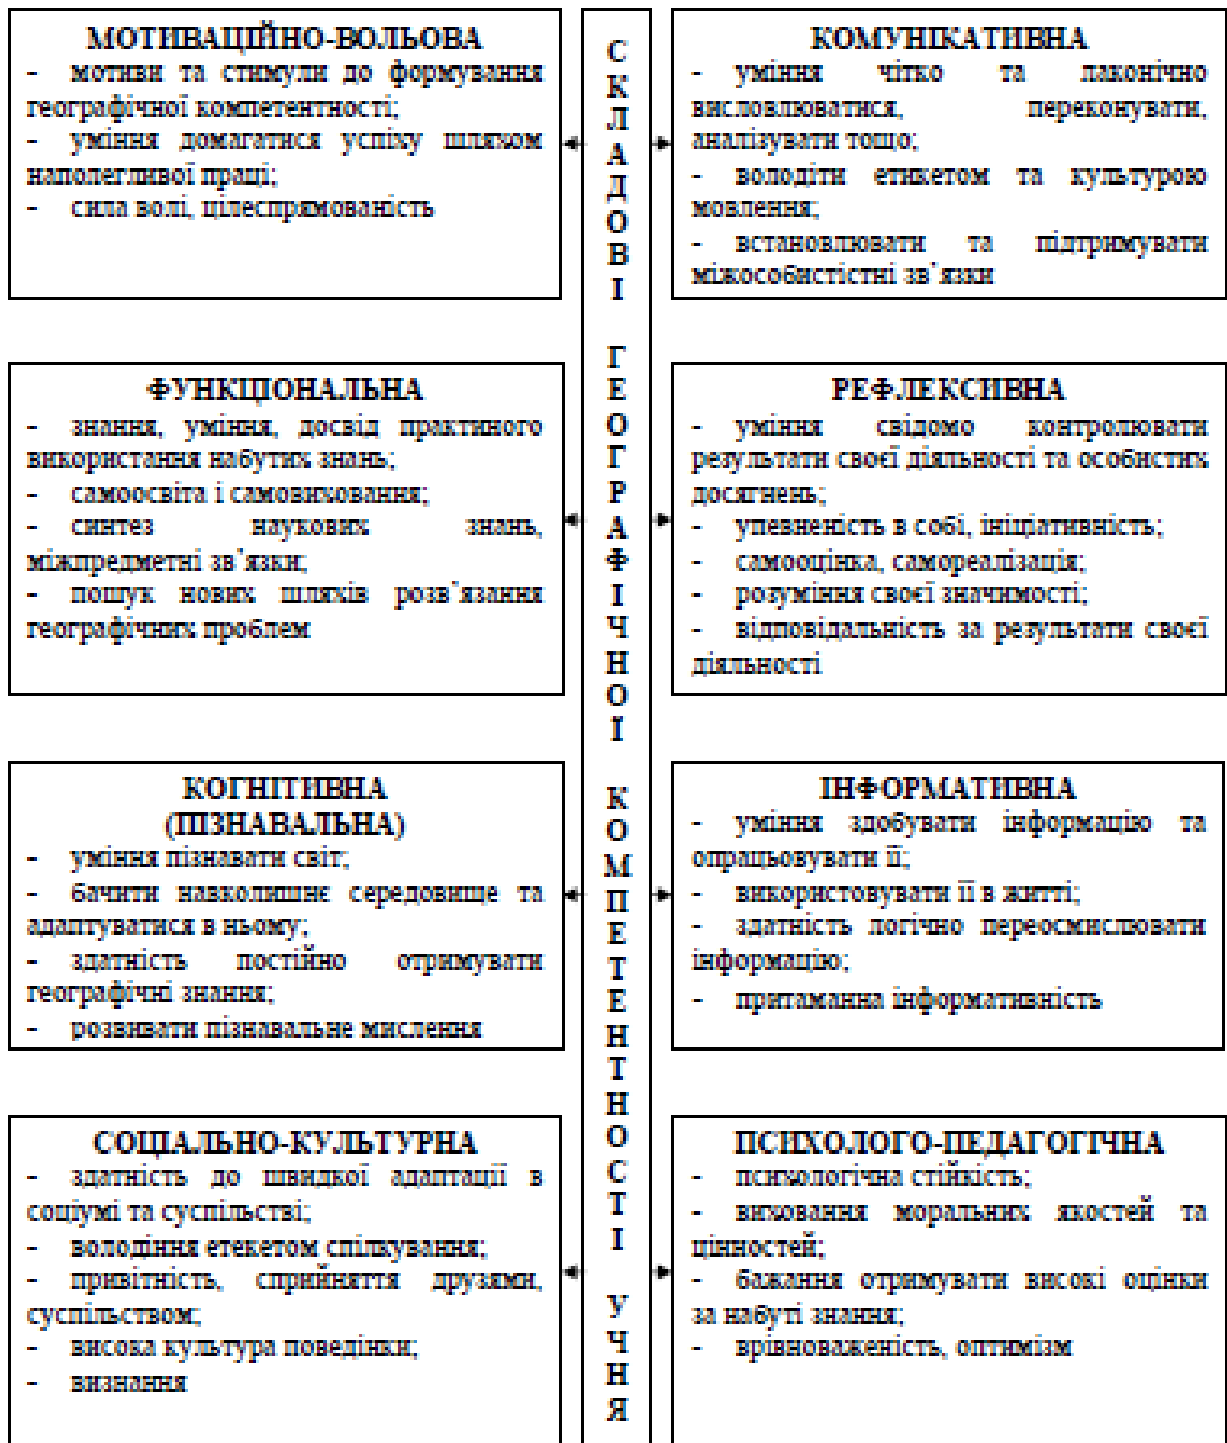 МОТИВАЦІЙНО-ВОЛЬОВА
- мотиви та стимули до формування
географічної компетентності;
- уміння домагатися успіху шляхом
наполегливої праці;
- сила волі, цілеспрямованість
ФУНКЦІОНАЛЬНА
- знання, уміння, досвід практиного
використання набутих знань;
- самоосвіта і самовиховання;
- синтез наукових знань,
міжпредметні зв'язки;
- пошук нових шляхів розв'язання
географічних проблем
КОГНІТИВНА
(ПІЗНАВАЛЬНА)
- уміння пізнавати світ;
- бачити навколишнє середовище та
адаптуватися в ньому;
- здатність постійно отримувати
географічні знання;
- розвивати пізнавальне мислення
СОЦІАЛЬНО-КУЛЬТУРНА
- здатність до швидкої адаптації в
соціумі та суспільстві;
- володіння етекетом спілкування;
- привітність, сприйняття друзями,
суспільством;
- висока культура поведінки;
- визнання
СКЛАДОВІ ГЕОГРАФІЧНОЇ КОМПЕТЕНТНОСТІ УЧНЯ
КОМУНІКАТИВНА
- уміння чітко та лаконічно
висловлюватися, переконувати,
аналізувати тощо;
- володіти етикетом та культурою
мовлення;
- встановлювати та підтримувати
міжособистістні зв'язки
РЕФЛЕКСИВНА
- уміння свідомо контролювати
результати своєї діяльності та особистих
досягнень;
- упевненість в собі, ініціативність;
- самооцінка, самореалізація;
- розуміння своєї значимості;
- відповідальність за результати своєї
діяльності
ІНФОРМАТИВНА
- уміння здобувати інформацію та
опрацьовувати її;
- використовувати її в житті;
- здатність логічно переосмислювати
інформацію;
- притаманна інформативність
ПСИХОЛОГО-ПЕДАГОГІЧНА
- психологічна стійкість;
- виховання моральних якостей та
цінностей;
- бажання отримувати високі оцінки
за набуті знання;
- врівноваженість, оптимізм